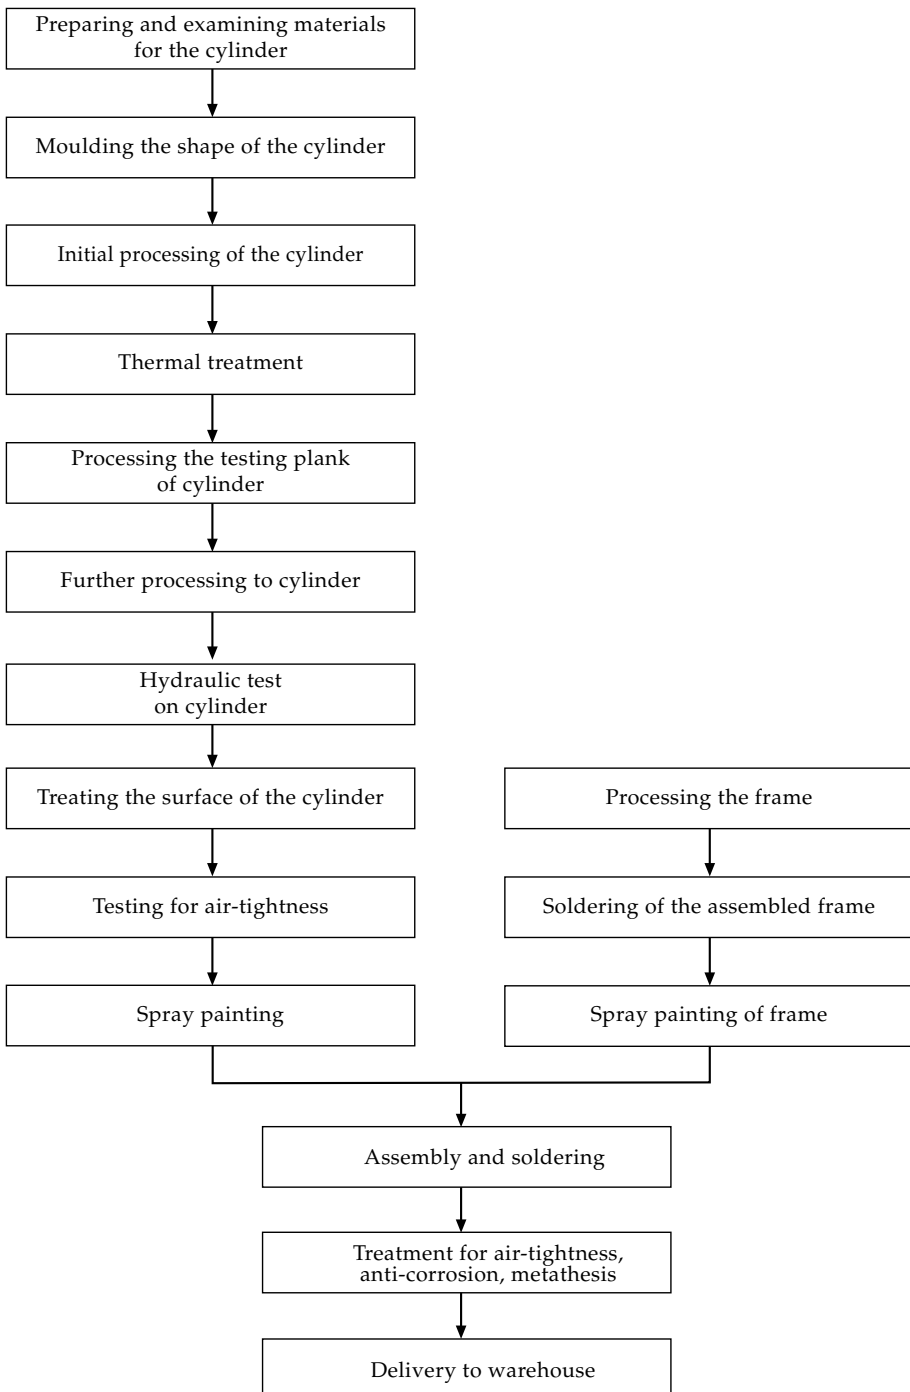 Preparing and examining materials
for the cylinder
Moulding the shape of the cylinder
Initial processing of the cylinder
Thermal treatment
Processing the testing plank
of cylinder
Further processing to cylinder
Hydraulic test
on cylinder
Treating the surface of the cylinder
Testing for air-tightness
Spray painting
Processing the frame
Soldering of the assembled frame
Spray painting of frame
Assembly and soldering
Treatment for air-tightness,
anti-corrosion, metathesis
Delivery to warehouse